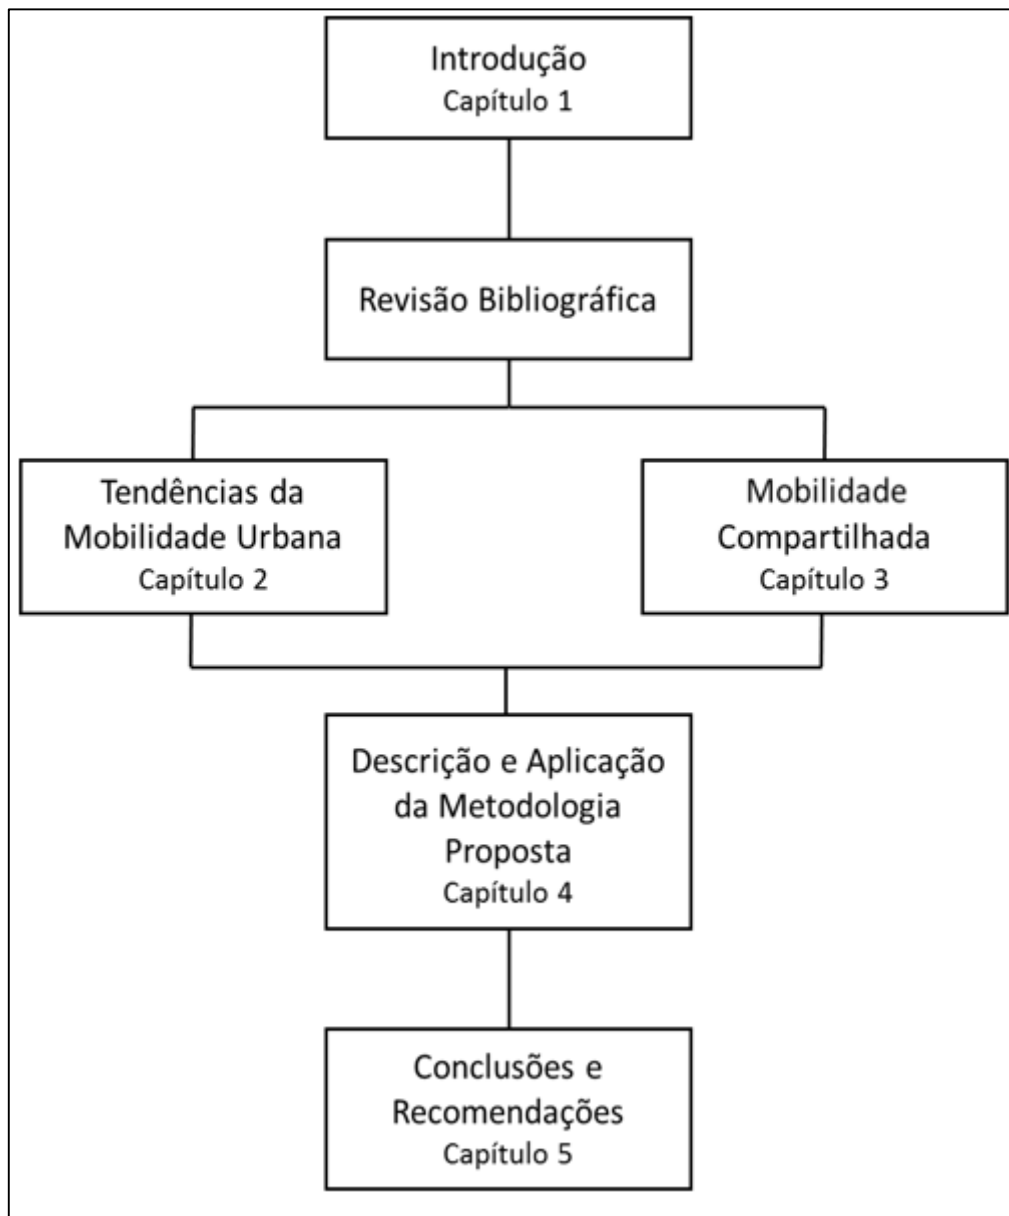 Introdução
Capítulo 1
Revisão Bibliográfica
Tendências da
Mobilidade Urbana
Capítulo 2
Mobilidade
Compartilhada
Capítulo 3
Descrição e Aplicação
da Metodologia
Proposta
Capítulo 4
Conclusões e
Recomendações
Capítulo 5